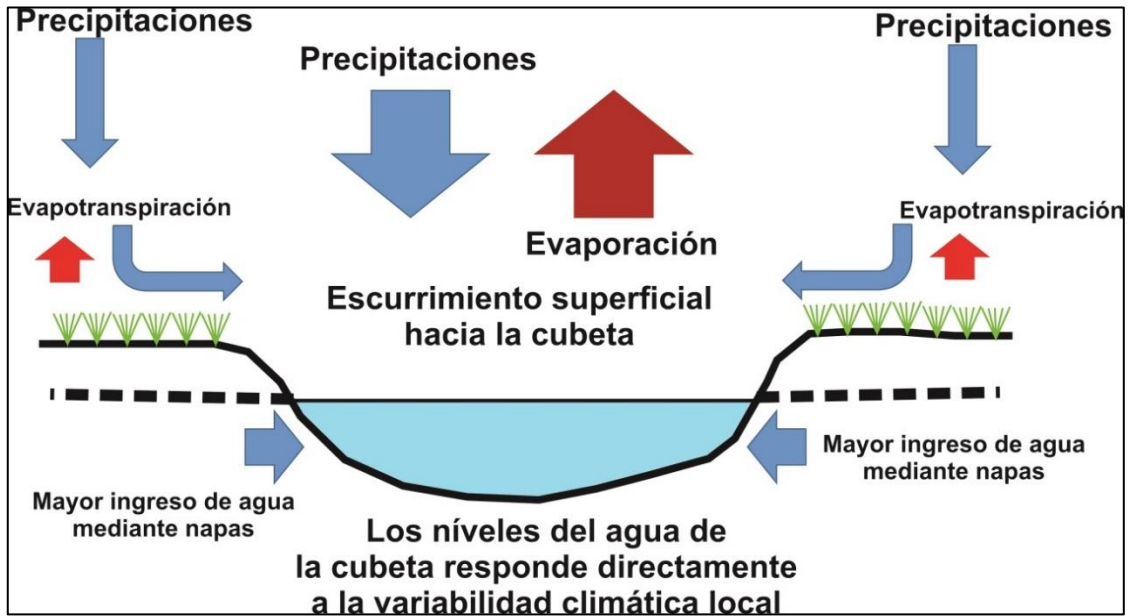 Precipitaciones
Precipitaciones
Precipitaciones
Evapotranspiración
Evapotranspiración
Evaporación
Escurrimiento superficial
hacia la cubeta
Mayor ingreso de agua
mediante napas
Mayor ingreso de agua
mediante napas
Los níveles del agua de
la cubeta responde directamente
a la variabilidad climática local